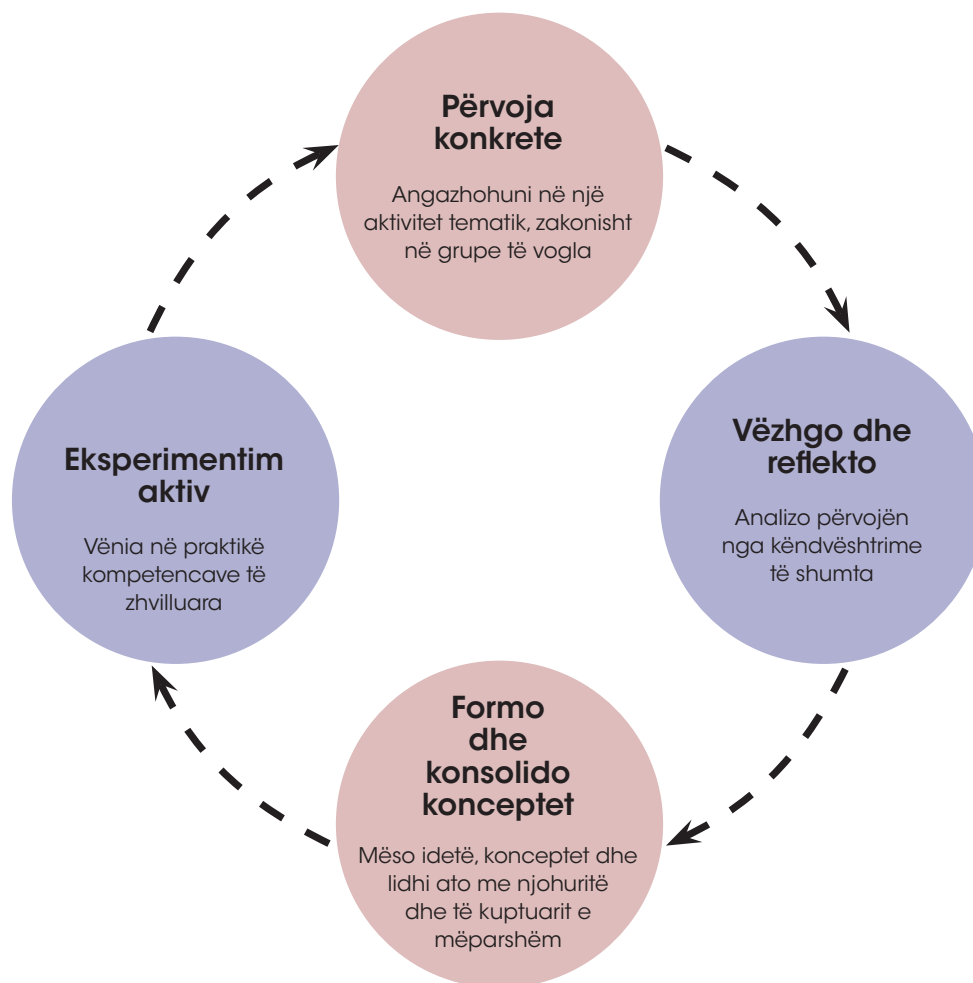 Përvoja
konkrete
Angazhohuni në një
aktivitet tematik, zakonisht
në grupe të vogla
Vëzhgo dhe
reflekto
Analizo përvojën
nga këndvështrime
të shumta
Formo
dhe
konsolido
konceptet
Mëso idetë, konceptet dhe
lidhi ato me njohuritë
dhe të kuptuarit e
mëparshëm
Eksperimentim
aktiv
Vënia në praktikë
kompetencave të
zhvilluara